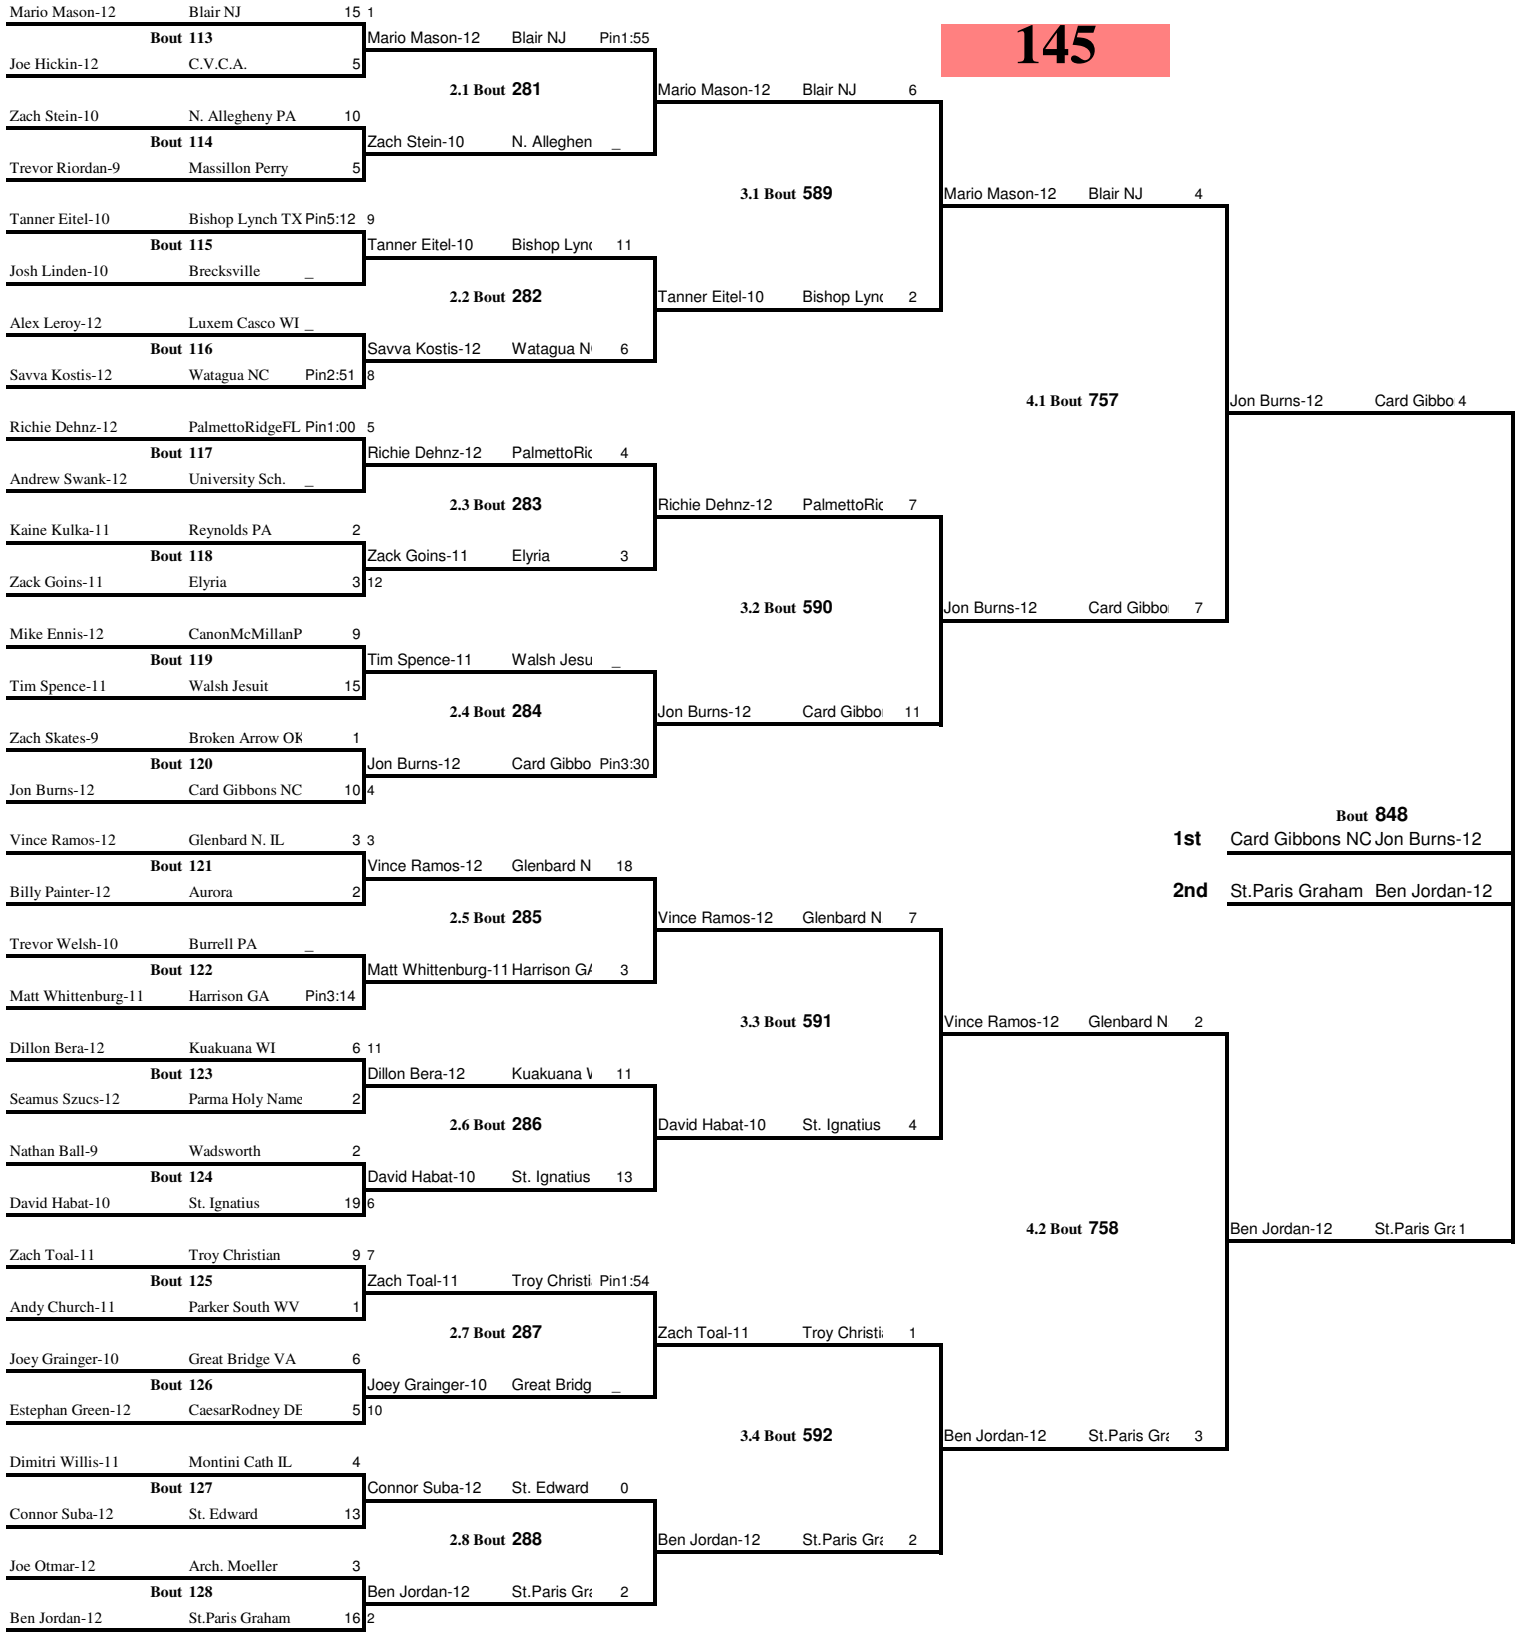 Mario Mason-12 Blair NJ 15 1
Bout 113 Mario Mason-12 Blair NJ Pin1:55 145
Joe Hickin-12 C.V.C.A. 5
2.1 Bout 281 Mario Mason-12 Blair NJ 6
Zach Stein-10 N. Allegheny PA 10
Bout 114 Zach Stein-10 N. Alleghen _
Trevor Riordan-9 Massillon Perry 5
3.1 Bout 589 Mario Mason-12 Blair NJ 4
Tanner Eitel-10 Bishop Lynch TX Pin5:12 9
Bout 115 Tanner Eitel-10 Bishop Lync 11
Josh Linden-10 Brecksville _
2.2 Bout 282 Tanner Eitel-10 Bishop Lync 2
Alex Leroy-12 Luxem Casco WI _
Bout 116 Savva Kostis-12 Watagua N 6
Savva Kostis-12 Watagua NC Pin2:51 8
4.1 Bout 757 Jon Burns-12 Card Gibbo 4
Richie Dehnz-12 PalmettoRidgeFL Pin1:00 5
Bout 117 Richie Dehnz-12 PalmettoRic 4
Andrew Swank-12 University Sch. _
2.3 Bout 283 Richie Dehnz-12 PalmettoRic 7
Kaine Kulka-11 Reynolds PA 2
Bout 118 Zack Goins-11 Elyria 3
Zack Goins-11 Elyria 3 12
3.2 Bout 590 Jon Burns-12 Card Gibbo 7
Mike Ennis-12 CanonMcMillanP 9
Bout 119 Tim Spence-11 Walsh Jesu _
Tim Spence-11 Walsh Jesuit 15
2.4 Bout 284 Jon Burns-12 Card Gibbo 11
Zach Skates-9 Broken Arrow OK 1
Bout 120 Jon Burns-12 Card Gibbo Pin3:30
Jon Burns-12 Card Gibbons NC 10 4
Bout 848
Vince Ramos-12 Glenbard N. IL 3 3 1st Card Gibbons NC Jon Burns-12
Bout 121 Vince Ramos-12 Glenbard N 18
Billy Painter-12 Aurora 2 2nd St.Paris Graham Ben Jordan-12
2.5 Bout 285 Vince Ramos-12 Glenbard N 7
Trevor Welsh-10 Burrell PA _
Bout 122 Matt Whittenburg-11 Harrison GA 3
Matt Whittenburg-11 Harrison GA Pin3:14
3.3 Bout 591 Vince Ramos-12 Glenbard N 2
Dillon Bera-12 Kuakuana WI 6 11
Bout 123 Dillon Bera-12 Kuakuana W 11
Seamus Szucs-12 Parma Holy Name 2
2.6 Bout 286 David Habat-10 St. Ignatius 4
Nathan Ball-9 Wadsworth 2
Bout 124 David Habat-10 St. Ignatius 13
David Habat-10 St. Ignatius 19 6
4.2 Bout 758 Ben Jordan-12 St.Paris Gra 1
Zach Toal-11 Troy Christian 9 7
Bout 125 Zach Toal-11 Troy Christi Pin1:54
Andy Church-11 Parker South WV 1
2.7 Bout 287 Zach Toal-11 Troy Christi 1
Joey Grainger-10 Great Bridge VA 6
Bout 126 Joey Grainger-10 Great Bridg _
Estephan Green-12 CaesarRodney DE 5 10
3.4 Bout 592 Ben Jordan-12 St.Paris Gra 3
Dimitri Willis-11 Montini Cath IL 4
Bout 127 Connor Suba-12 St. Edward 0
Connor Suba-12 St. Edward 13
2.8 Bout 288 Ben Jordan-12 St.Paris Gra 2
Joe Otmar-12 Arch. Moeller 3
Bout 128 Ben Jordan-12 St.Paris Gra 2
Ben Jordan-12 St.Paris Graham 16 2